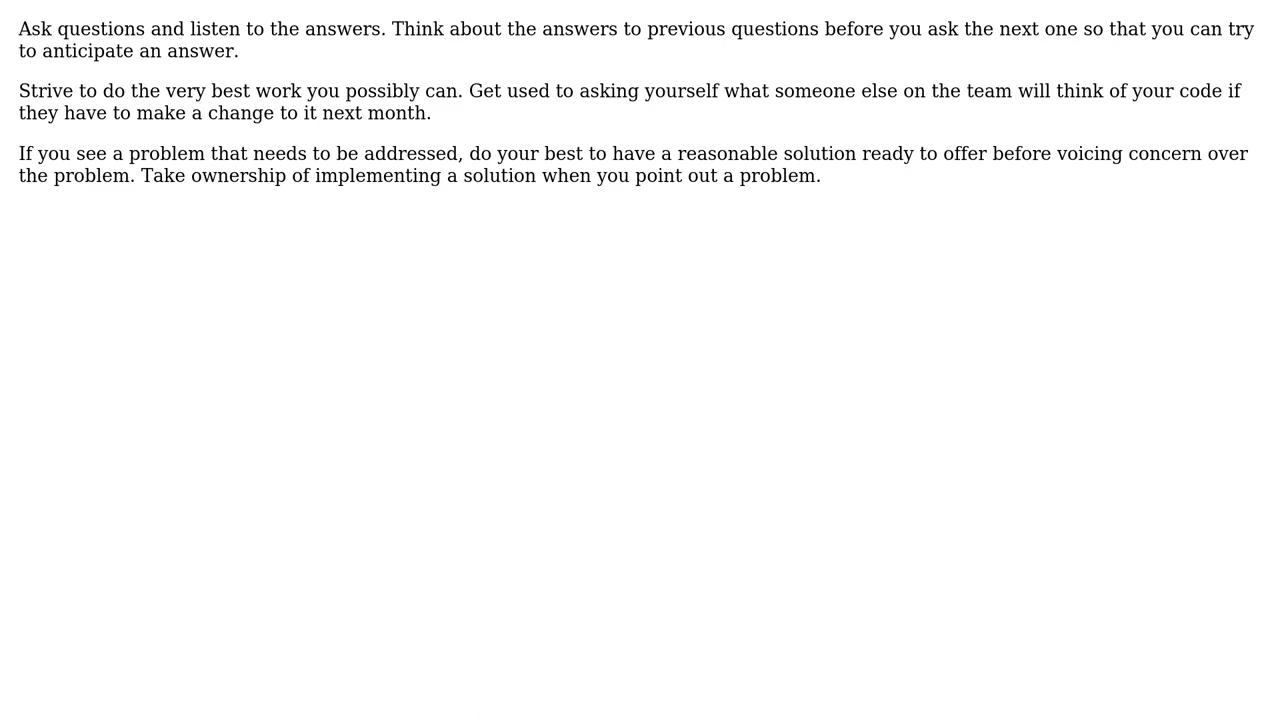 Ask questions and listen to the answers. Think about the answers to previous questions before you ask the next one so that you can try
to anticipate an answer.
Strive to do the very best work you possibly can. Get used to asking yourself what someone else on the team will think of your code if
they have to make a change to it next month.
If you see a problem that needs to be addressed, do your best to have a reasonable solution ready to offer before voicing concern over
the problem. Take ownership of implementing a solution when you point out a problem.